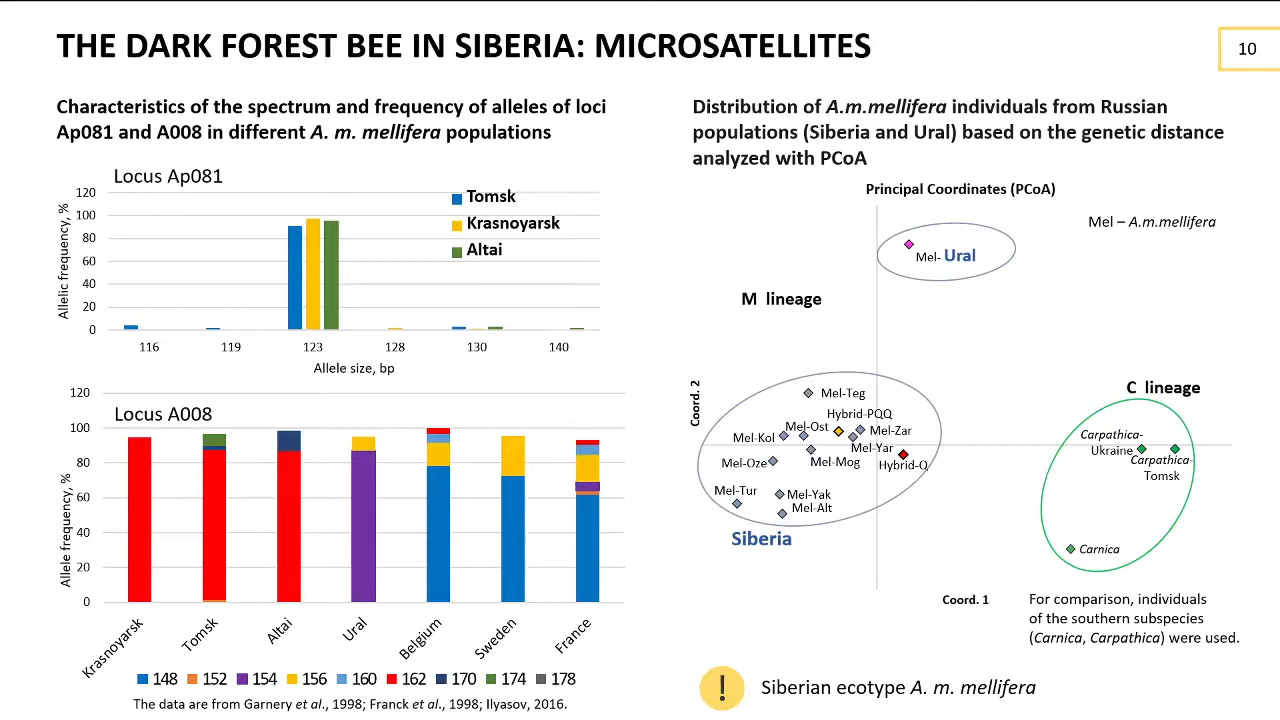 THE DARK FOREST BEE IN SIBERIA: MICROSATELLITES
10
Characteristics of the spectrum and frequency of alleles of loci
Ap081 and A008 in different A. m. mellifera populations
Locus Ap081
Allelic frequency, %
120
100
80
60
40
20
0
Tomsk
Krasnoyarsk
Altai
116
119
123
128
130
140
Allele size, bp
Locus A008
Allele frequency, %
120
100
80
60
40
20
0
Krasnoyarsk
Tomsk
Altai
Ural
Belgium
Sweden
France
148 152 154 156 160 162 170 174 178
The data are from Garnery et al., 1998; Franck et al., 1998; Ilyasov, 2016.
Distribution of A.m.mellifera individuals from Russian
populations (Siberia and Ural) based on the genetic distance
analyzed with PCoA
Principal Coordinates (PCoA)
Mel – A.m.mellifera
Mel- Ural
M lineage
Coord. 2
C lineage
Mel-Teg
Hybrid-PQQ
Mel-Ost
Mel-Zar
Mel-Kol
Mel-Yar
Mel-Oze
Mel-Mog
Hybrid-Q
Mel-Tur
Mel-Yak
Mel-Alt
Siberia
Carpathica-
Ukraine
Carpathica-
Tomsk
Carnica
Coord. 1
For comparison, individuals
of the southern subspecies
(Carnica, Carpathica) were used.
!
Siberian ecotype A. m. mellifera